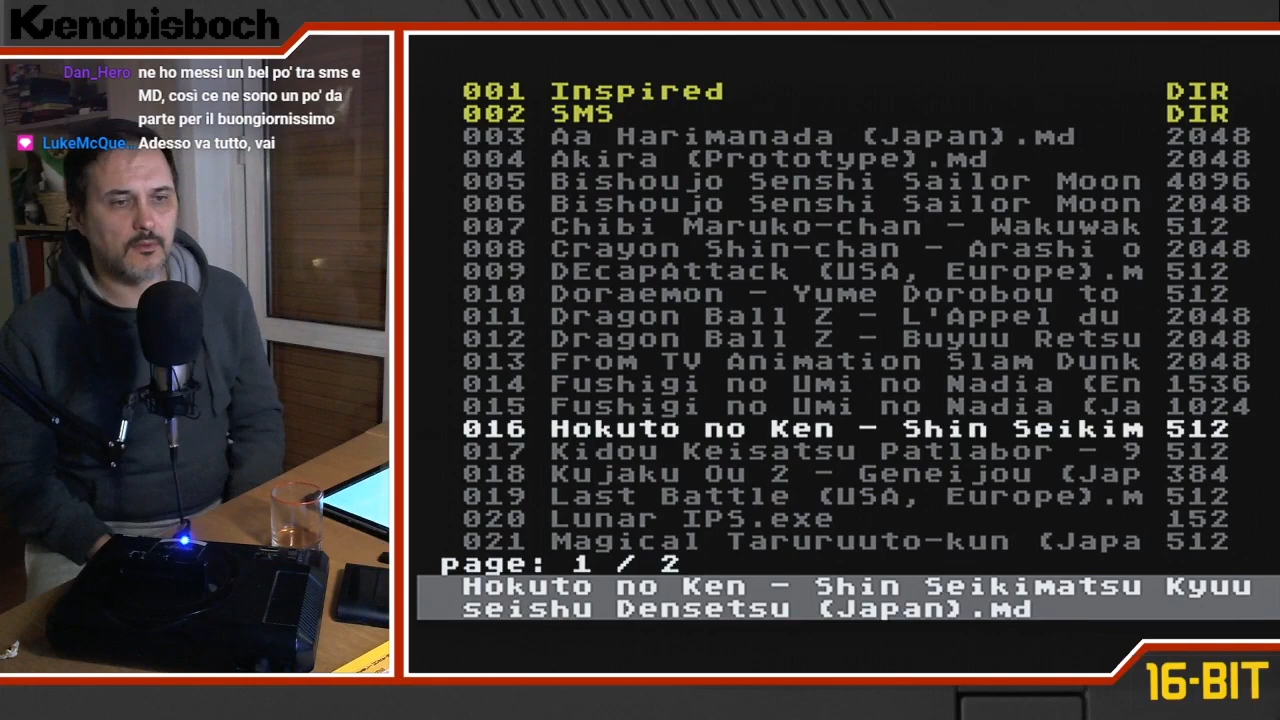 Kenobisboch
Dan_Hero ne ho messi un bel po' tra sms e
MD, così ce ne sono un po' da
parte per il buongiornissimo
LukeMcQue... Adesso va tutto, vai
001 Inspired DIR
002 SMS DIR
003 Aa Harimanada (Japan).md 2048
004 Akira (Prototype).md 2048
005 Bishoujo Senshi Sailor Moon 4096
006 Bishoujo Senshi Sailor Moon 2048
007 Chibi Maruko-chan - Wakuwak 512
008 Crayon Shin-chan - Arashi o 2048
009 DEcapAttack (USA, Europe).m 512
010 Doraemon - Yume Dorobou to 512
011 Dragon Ball Z - L'Appel du 2048
012 Dragon Ball Z - Buyuu Retsu 2048
013 From TV Animation Slam Dunk 2048
014 Fushigi no Umi no Nadia (En 1536
015 Fushigi no Umi no Nadia (Ja 1024
016 Hokuto no Ken - Shin Seikim 512
017 Kidou Keisatsu Patlabor - 9 512
018 Kujaku Ou 2 - Geneijou (Jap 384
019 Last Battle (USA, Europe).m 512
020 Lunar IPS.exe 152
021 Magical Taruruuto-kun (Japa 512
page: 1 / 2
Hokuto no Ken - Shin Seikimatsu Kyuu
seishu Densetsu (Japan).md
16-BIT